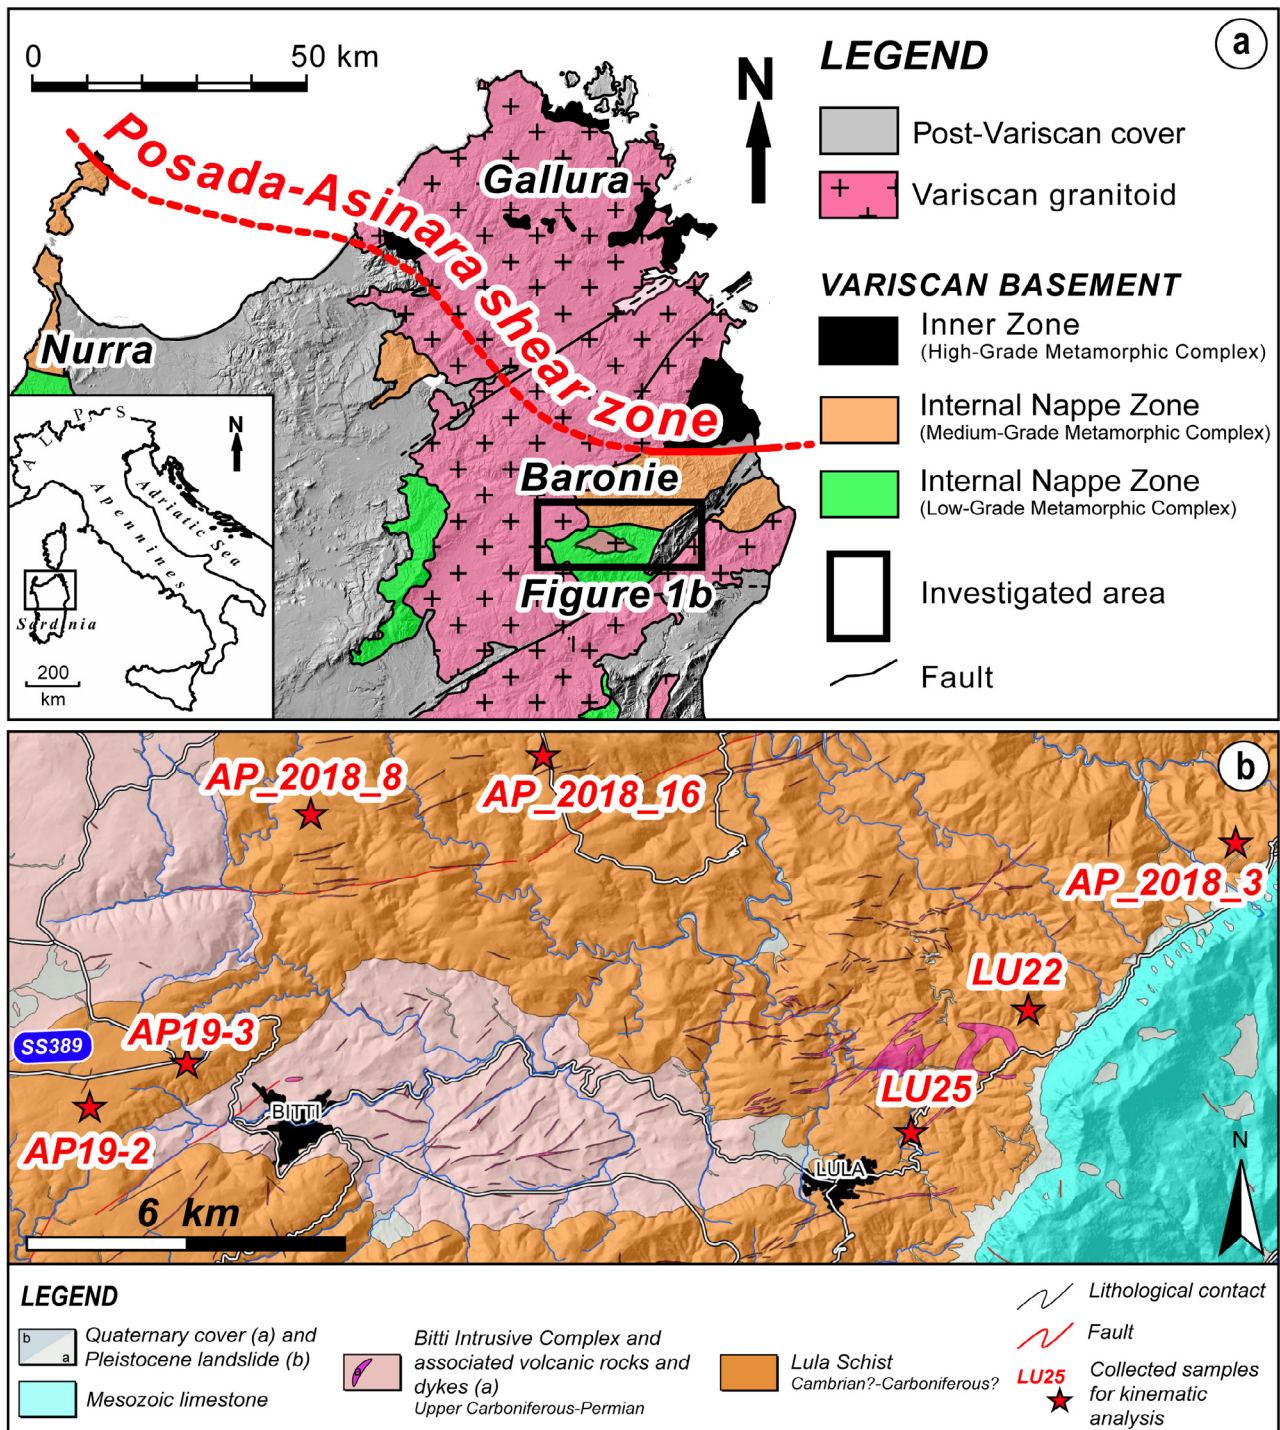 a
0 50 km
N
Posada-Asinara shear zone
Gallura
Nurra
Baronie
Figure 1b
N
ALPS
Apennines
Adriatic Sea
Sardinia
200
km
LEGEND
Post-Variscan cover
Variscan granitoid
VARISCAN BASEMENT
Inner Zone
(High-Grade Metamorphic Complex)
Internal Nappe Zone
(Medium-Grade Metamorphic Complex)
Internal Nappe Zone
(Low-Grade Metamorphic Complex)
Investigated area
Fault
b
AP_2018_8
AP_2018_16
AP_2018_3
LU22
AP19-3
SS389
LU25
BITTI
AP19-2
LULA
N
6 km
LEGEND
b
a
Quaternary cover (a) and
Pleistocene landslide (b)
Mesozoic limestone
a
Bitti Intrusive Complex and
associated volcanic rocks and
dykes (a)
Upper Carboniferous-Permian
Lula Schist
Cambrian?-Carboniferous?
Lithological contact
Fault
LU25
Collected samples
for kinematic
analysis